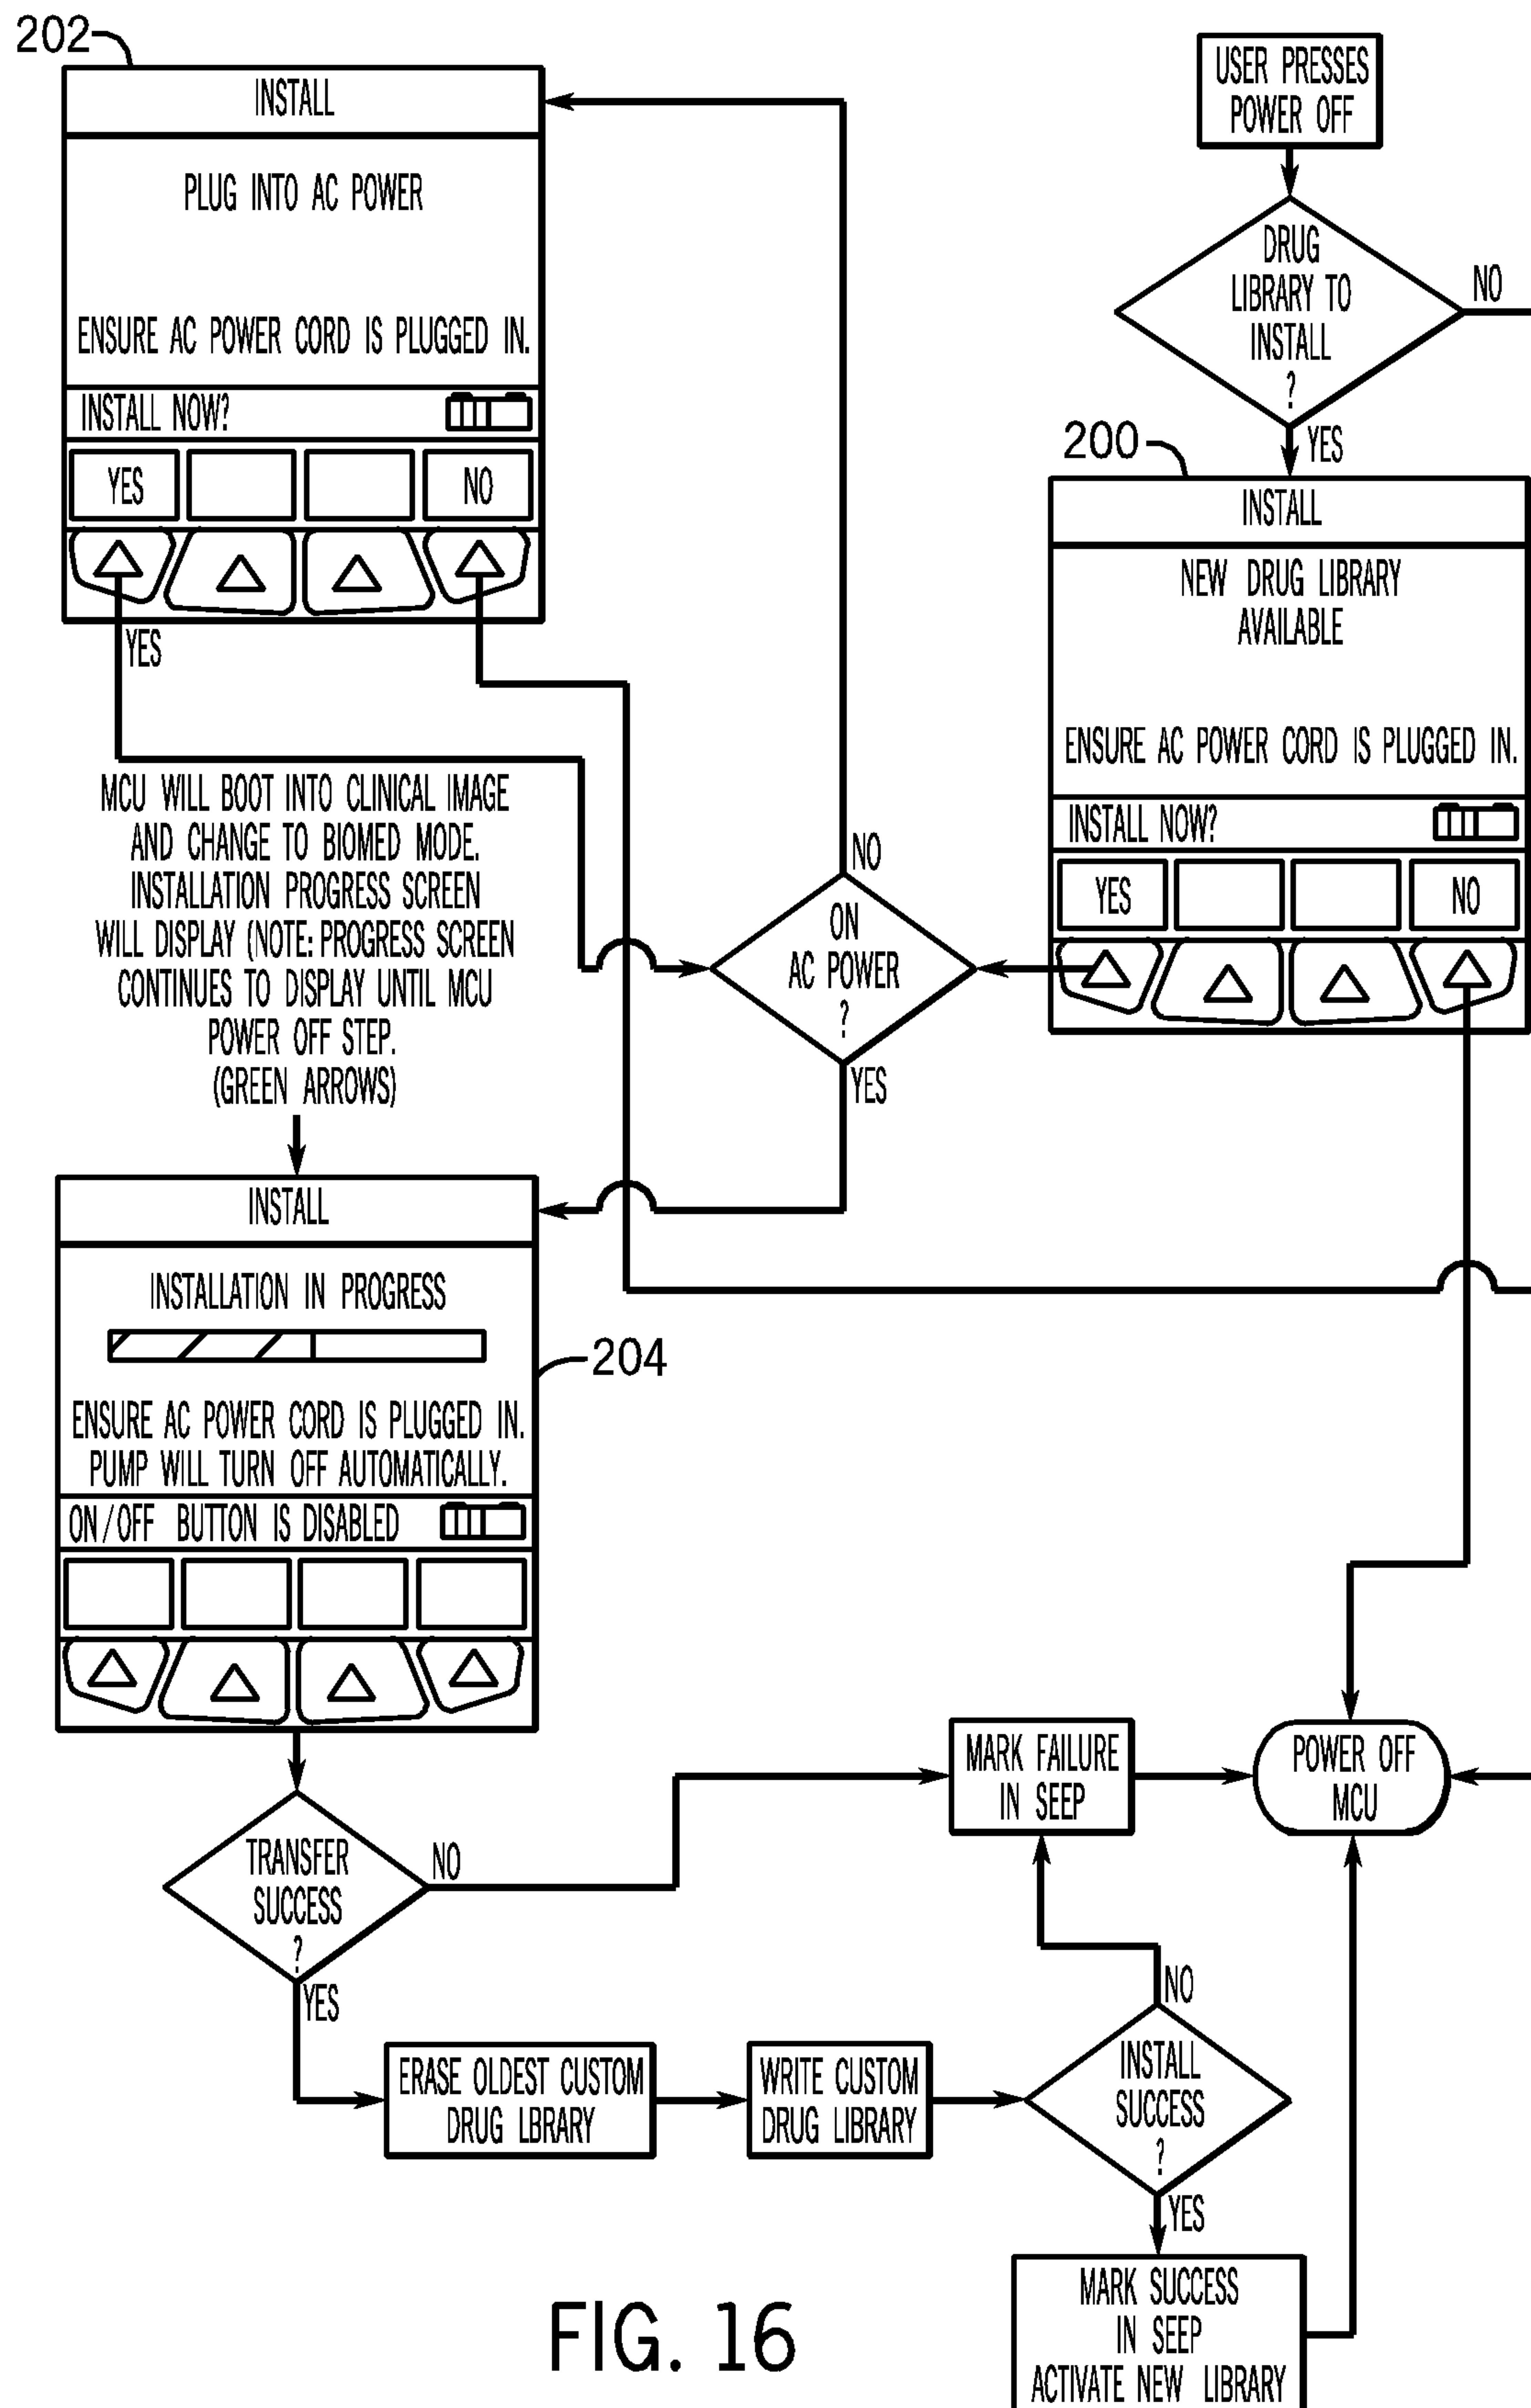 202
INSTALL
PLUG INTO AC POWER
ENSURE AC POWER CORD IS PLUGGED IN.
INSTALL NOW?
YES
NO
YES
USER PRESSES
POWER OFF
DRUG
LIBRARY TO
INSTALL
?
NO
YES
200
INSTALL
NEW DRUG LIBRARY
AVAILABLE
ENSURE AC POWER CORD IS PLUGGED IN.
INSTALL NOW?
YES
NO
MCU WILL BOOT INTO CLINICAL IMAGE
AND CHANGE TO BIOMED MODE.
INSTALLATION PROGRESS SCREEN
WILL DISPLAY (NOTE: PROGRESS SCREEN
CONTINUES TO DISPLAY UNTIL MCU
POWER OFF STEP.
(GREEN ARROWS)
NO
ON
AC POWER
?
YES
INSTALL
INSTALLATION IN PROGRESS
204
ENSURE AC POWER CORD IS PLUGGED IN.
PUMP WILL TURN OFF AUTOMATICALLY.
ON/OFF BUTTON IS DISABLED
TRANSFER
SUCCESS
?
NO
YES
MARK FAILURE
IN SEEP
POWER OFF
MCU
ERASE OLDEST CUSTOM
DRUG LBRARY
WRITE CUSTOM
DRUG LIBRARY
NO
INSTALL
SUCCESS
?
YES
MARK SUCCESS
IN SEEP
ACTIVATE NEW LIBRARY
FIG. 16